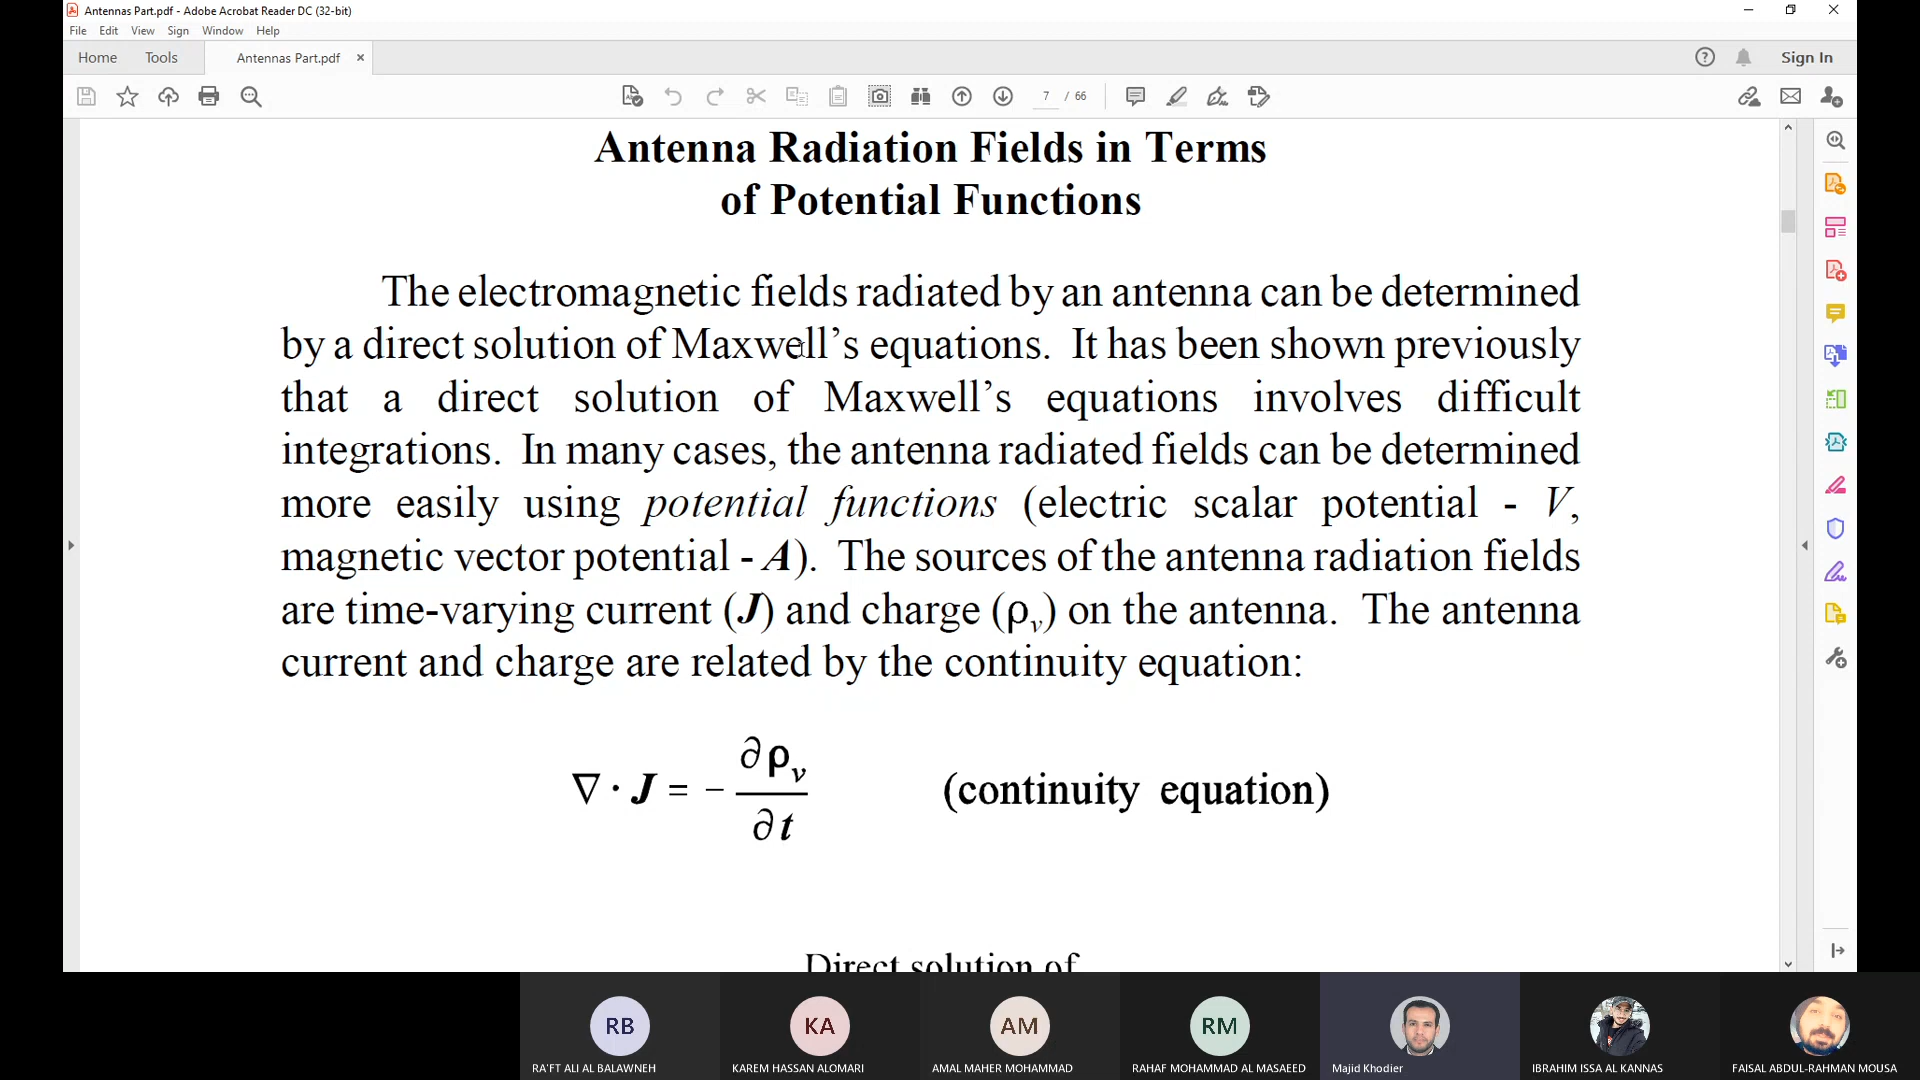 Antennas Part.pdf - Adobe Acrobat Reader DC (32-bit)
File Edit View Sign Window Help
Home Tools Antennas Part.pdf × Sign In
7 / 66
Antenna Radiation Fields in Terms
of Potential Functions
The electromagnetic fields radiated by an antenna can be determined
by a direct solution of Maxwell’s equations. It has been shown previously
that a direct solution of Maxwell’s equations involves difficult
integrations. In many cases, the antenna radiated fields can be determined
more easily using potential functions (electric scalar potential - V,
magnetic vector potential - A). The sources of the antenna radiation fields
are time-varying current (J) and charge (ρv) on the antenna. The antenna
current and charge are related by the continuity equation:
∇ · J = − ∂ρv / ∂t (continuity equation)
Direct solution of
RB KA AM RM
RA'FT ALI AL BALAWNEH KAREM HASSAN ALOMARI AMAL MAHER MOHAMMAD RAHAF MOHAMMAD AL MASAEED Majid Khodier IBRAHIM ISSA AL KANNAS FAISAL ABDUL-RAHMAN MOUSA